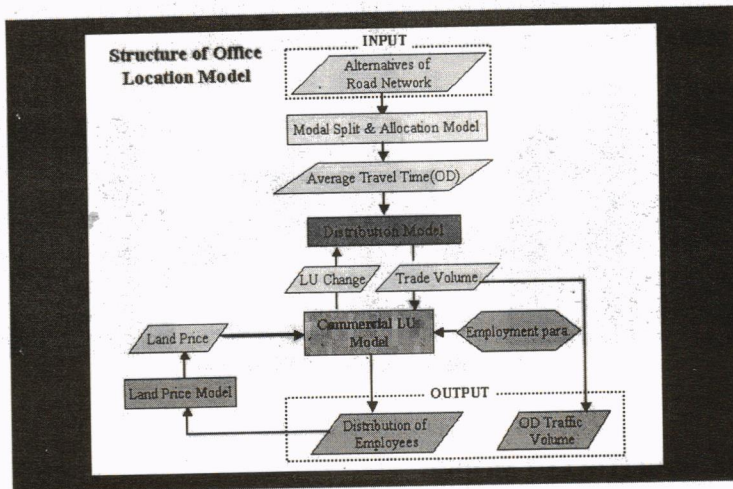 Structure of Office
Location Model
INPUT
Alternatives of
Road Network
Modal Split & Allocation Model
Average Travel Time(OD)
Distribution Model
LU Change
Trade Volume
Commercial LUs
Model
Land Price
Employment para.
Land Price Model
OUTPUT
Distribution of
Employees
OD Traffic
Volume